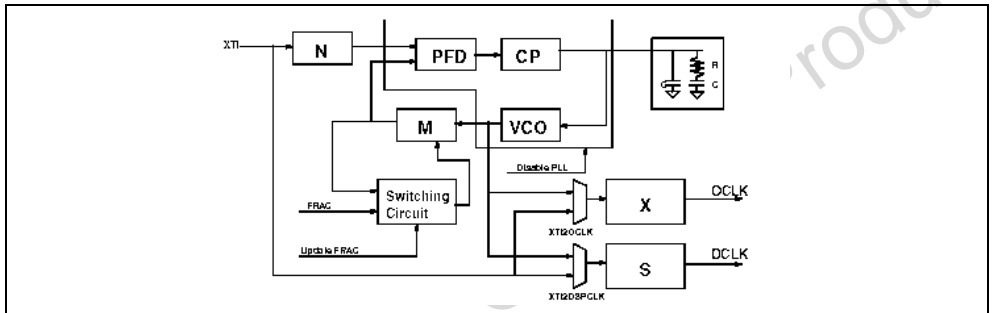 XTI
N
PFD
CP
R
C
C
M
VCO
Disable PLL
Switching
Circuit
FRAC
Update FRAC
X
OCLK
XTI2OCLK
S
DCLK
XTI2DSPCLK